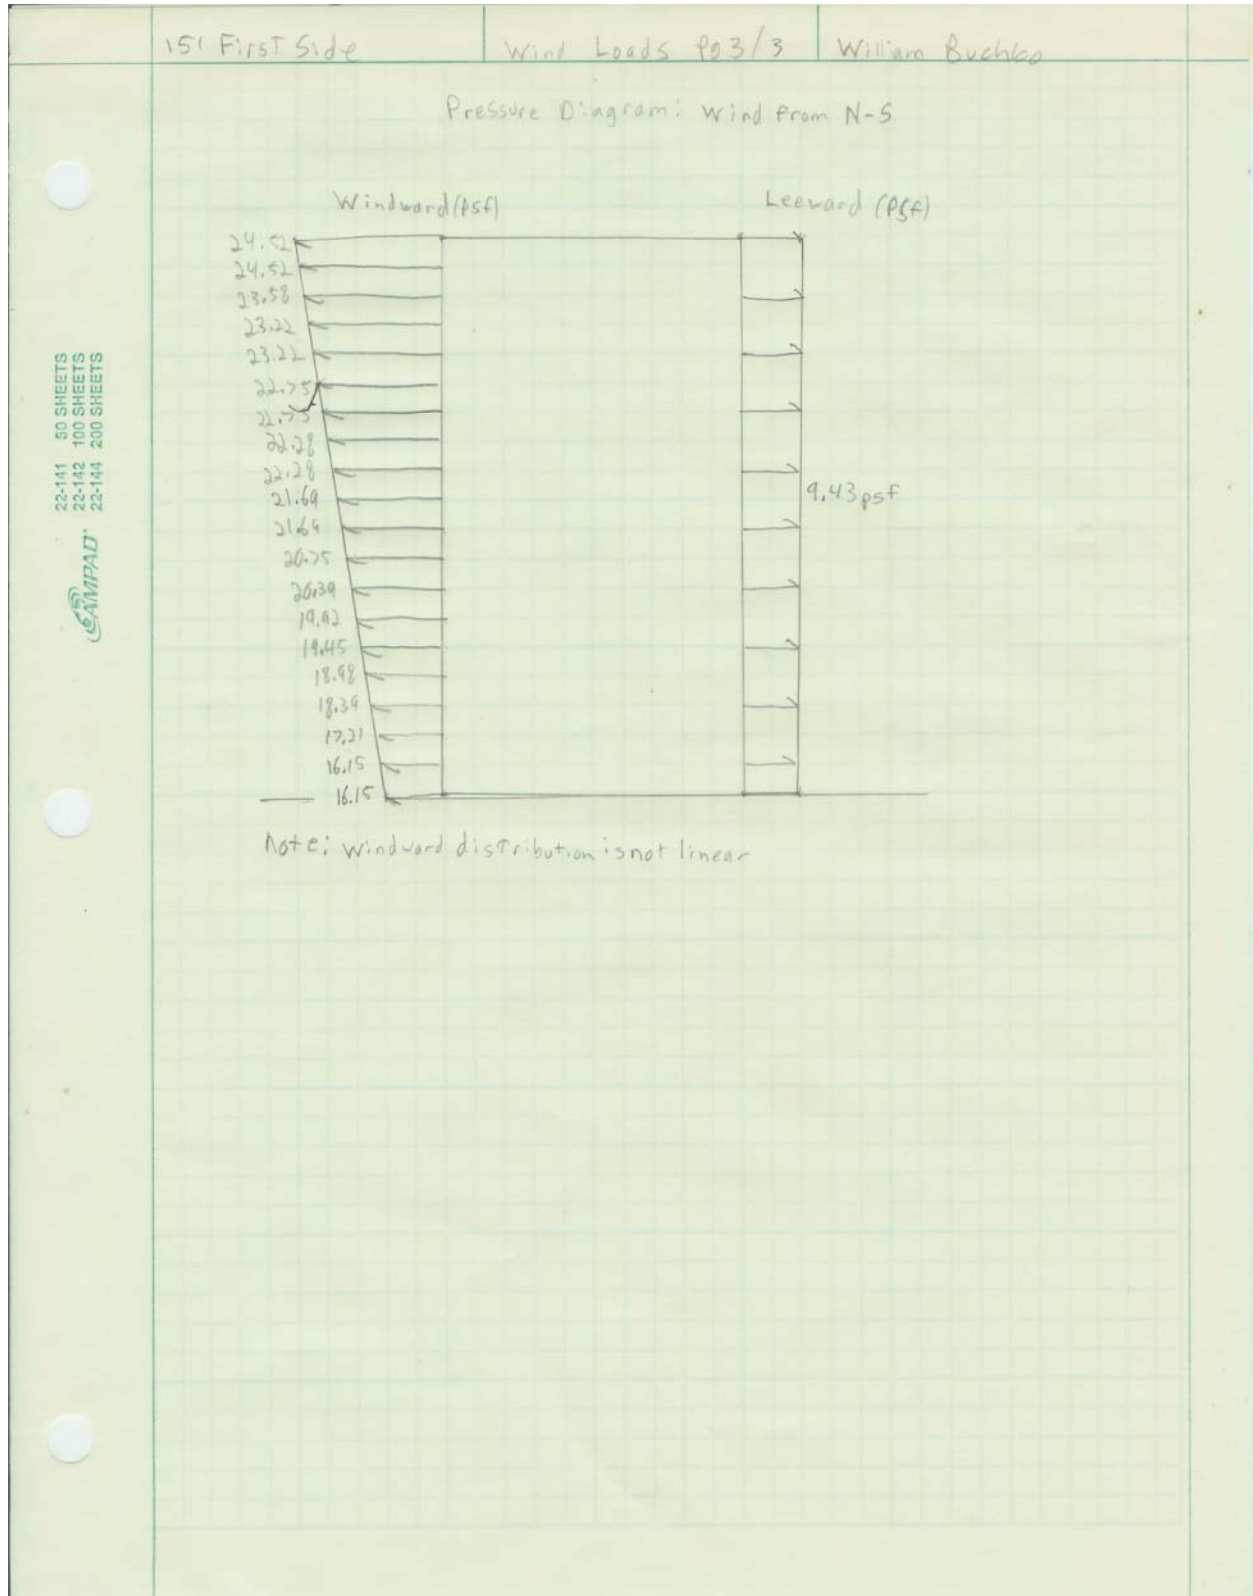 151 First Side
Wind Loads Pg 3/3
William Buchko
Pressure Diagram: Wind from N-S
Windward (psf)
Leeward (psf)
24.52
24.52
23.58
23.22
23.22
22.75
22.75
22.28
22.28
21.69
21.69
20.75
20.39
19.92
19.45
18.98
18.39
17.21
16.15
16.15
9.43 psf
Note: windward distribution is not linear
22-141 50 SHEETS
22-142 100 SHEETS
22-144 200 SHEETS
AMPAD